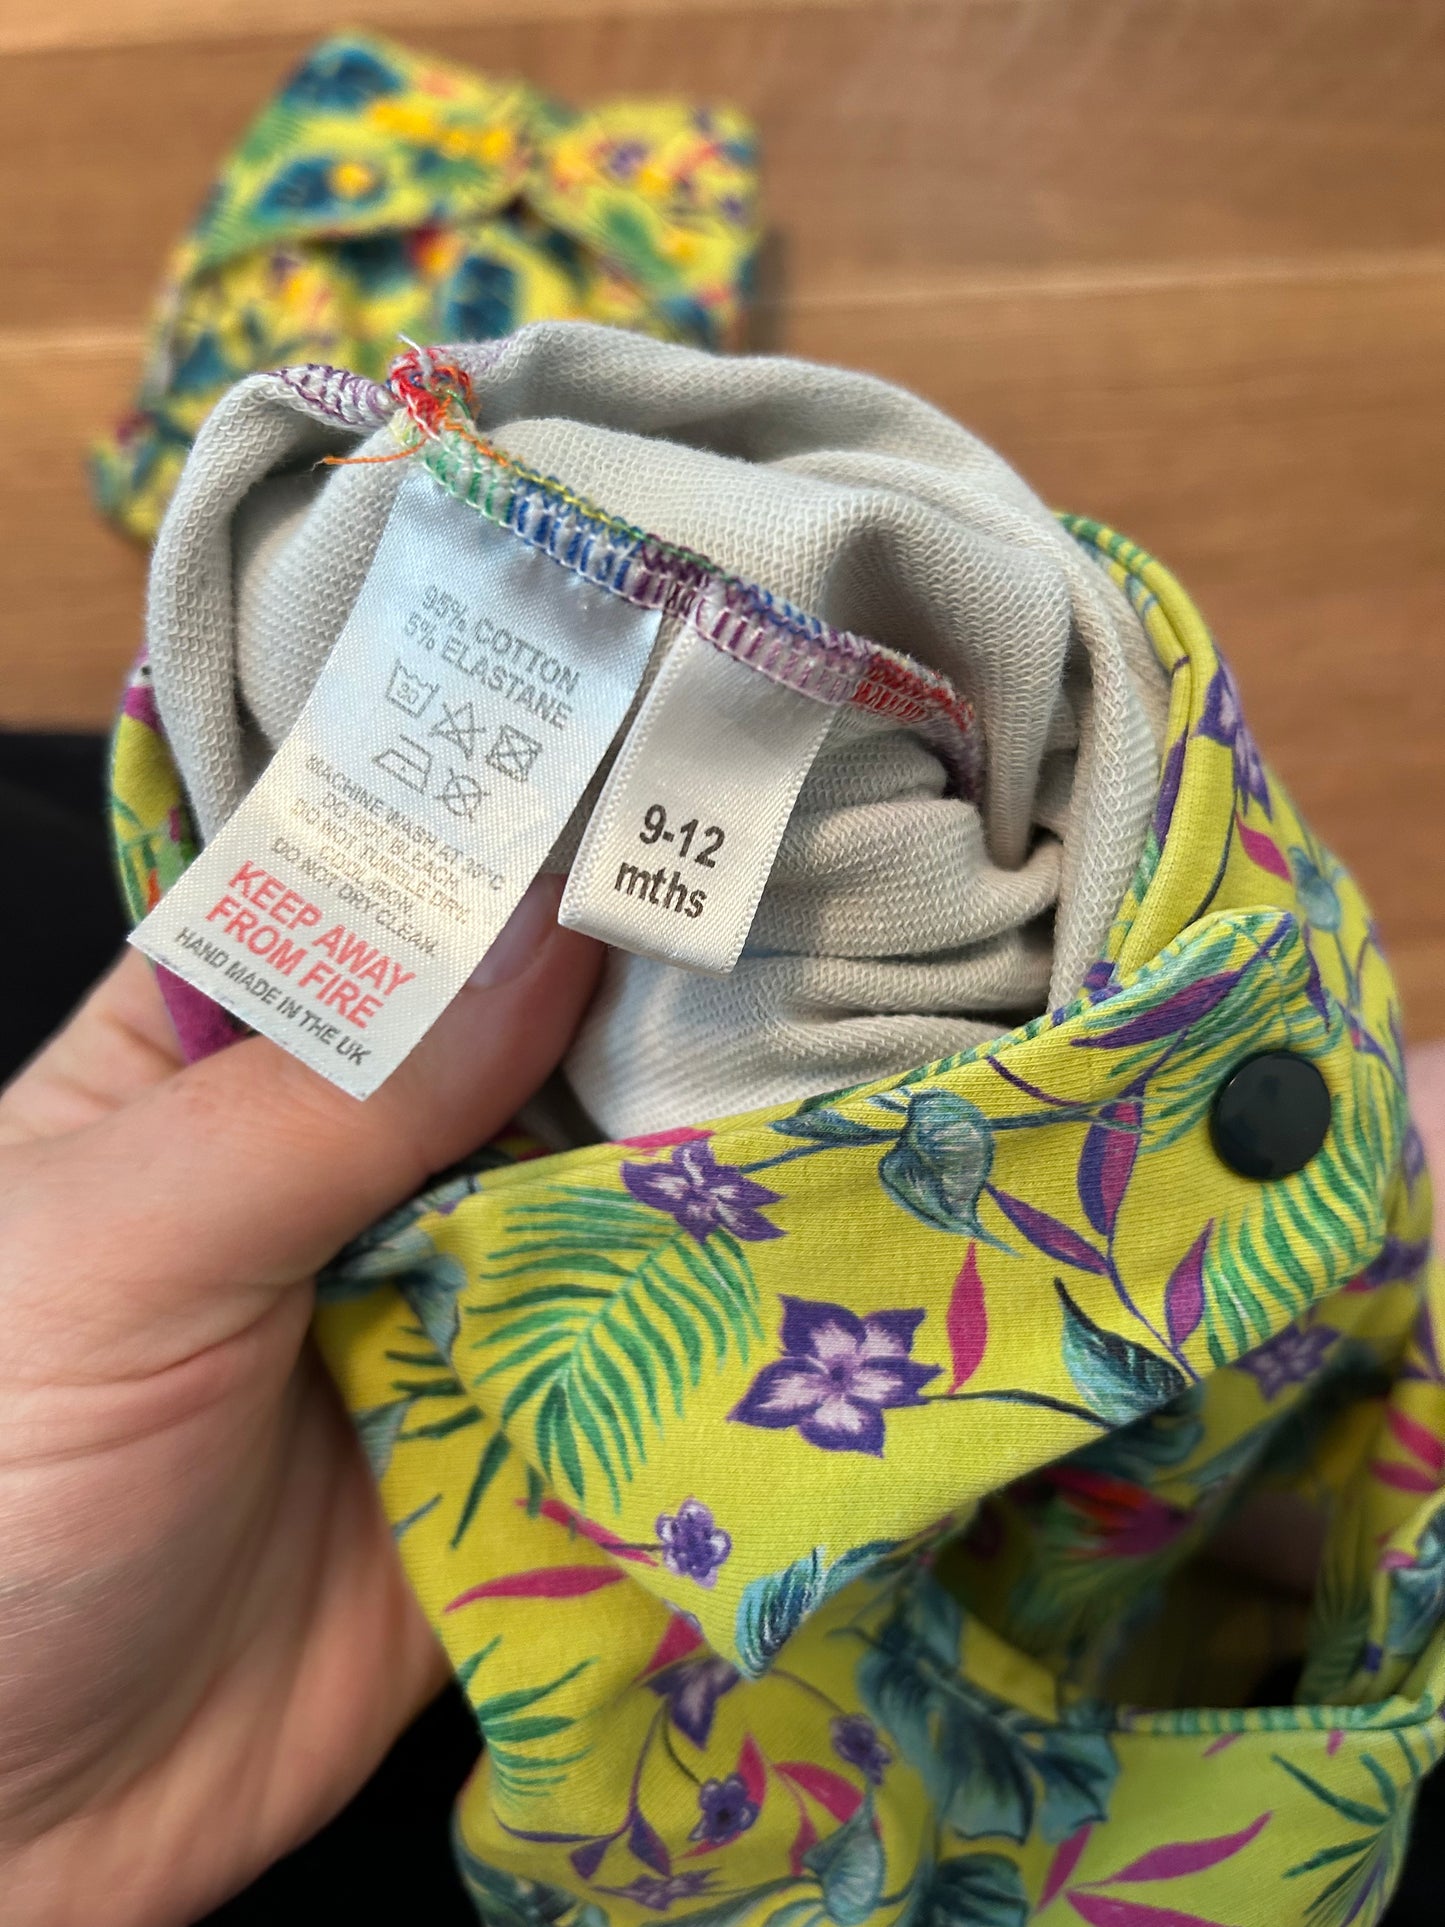 95% COTTON
5% ELASTANE
30
MACHINE WASH AT 30°C
DO NOT BLEACH.
DO NOT TUMBLE DRY.
COOL IRON.
DO NOT DRY CLEAN.
KEEP AWAY
FROM FIRE
HAND MADE IN THE UK
9-12
mths